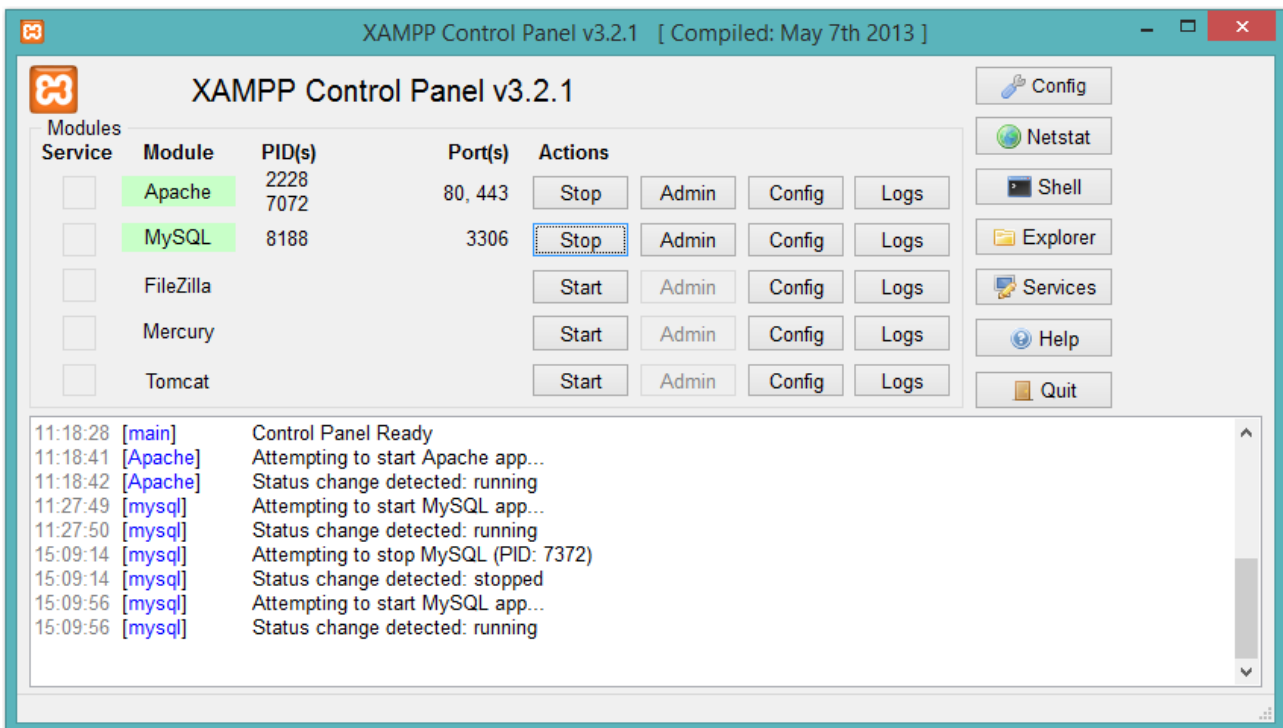 XAMPP Control Panel v3.2.1 [ Compiled: May 7th 2013 ]
XAMPP Control Panel v3.2.1
Modules
Service Module PID(s) Port(s) Actions
Apache 2228 7072 80, 443 Stop Admin Config Logs
MySQL 8188 3306 Stop Admin Config Logs
FileZilla Start Admin Config Logs
Mercury Start Admin Config Logs
Tomcat Start Admin Config Logs
Config
Netstat
Shell
Explorer
Services
Help
Quit
11:18:28 [main] Control Panel Ready
11:18:41 [Apache] Attempting to start Apache app...
11:18:42 [Apache] Status change detected: running
11:27:49 [mysql] Attempting to start MySQL app...
11:27:50 [mysql] Status change detected: running
15:09:14 [mysql] Attempting to stop MySQL (PID: 7372)
15:09:14 [mysql] Status change detected: stopped
15:09:56 [mysql] Attempting to start MySQL app...
15:09:56 [mysql] Status change detected: running